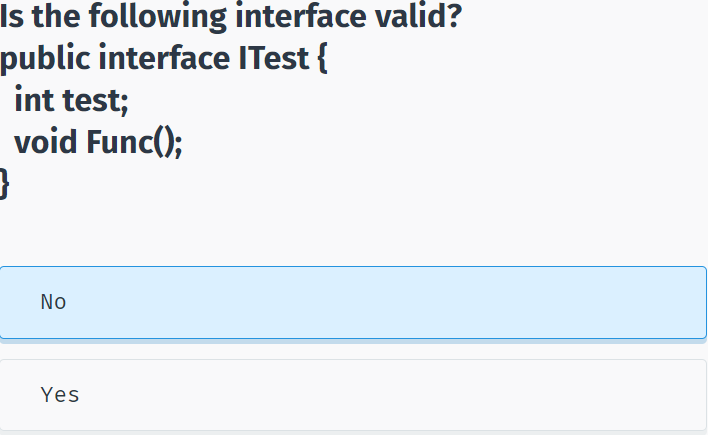 Is the following interface valid?
public interface ITest {
int test;
void Func();
}
No
Yes